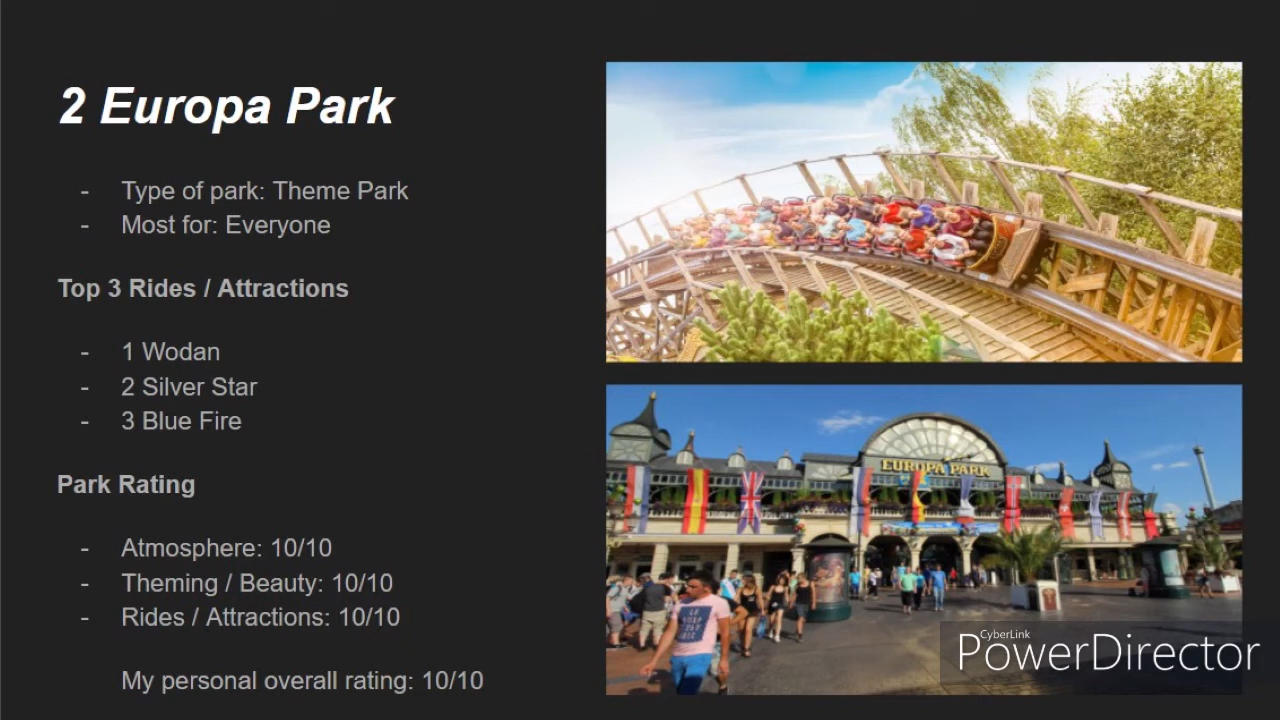 2 Europa Park
- Type of park: Theme Park
- Most for: Everyone
Top 3 Rides / Attractions
- 1 Wodan
- 2 Silver Star
- 3 Blue Fire
Park Rating
- Atmosphere: 10/10
- Theming / Beauty: 10/10
- Rides / Attractions: 10/10
My personal overall rating: 10/10
EUROPA PARK
CyberLink
PowerDirector